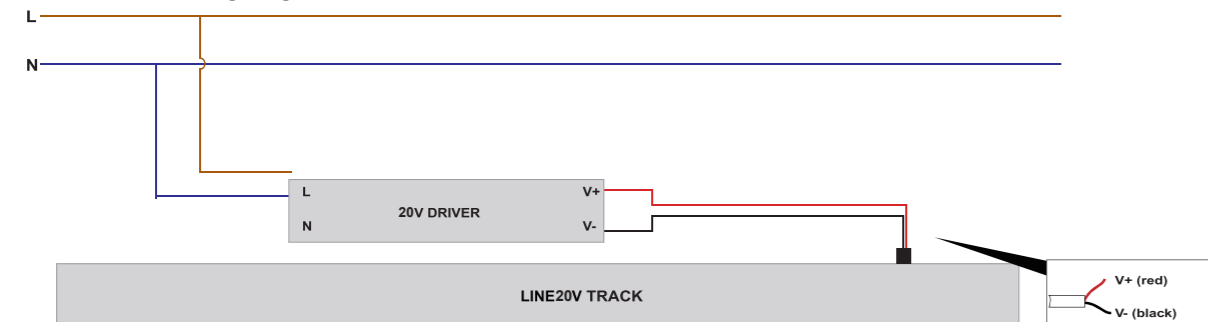 L
N
L
V+
20V DRIVER
N
V-
LINE20V TRACK
V+ (red)
V- (black)